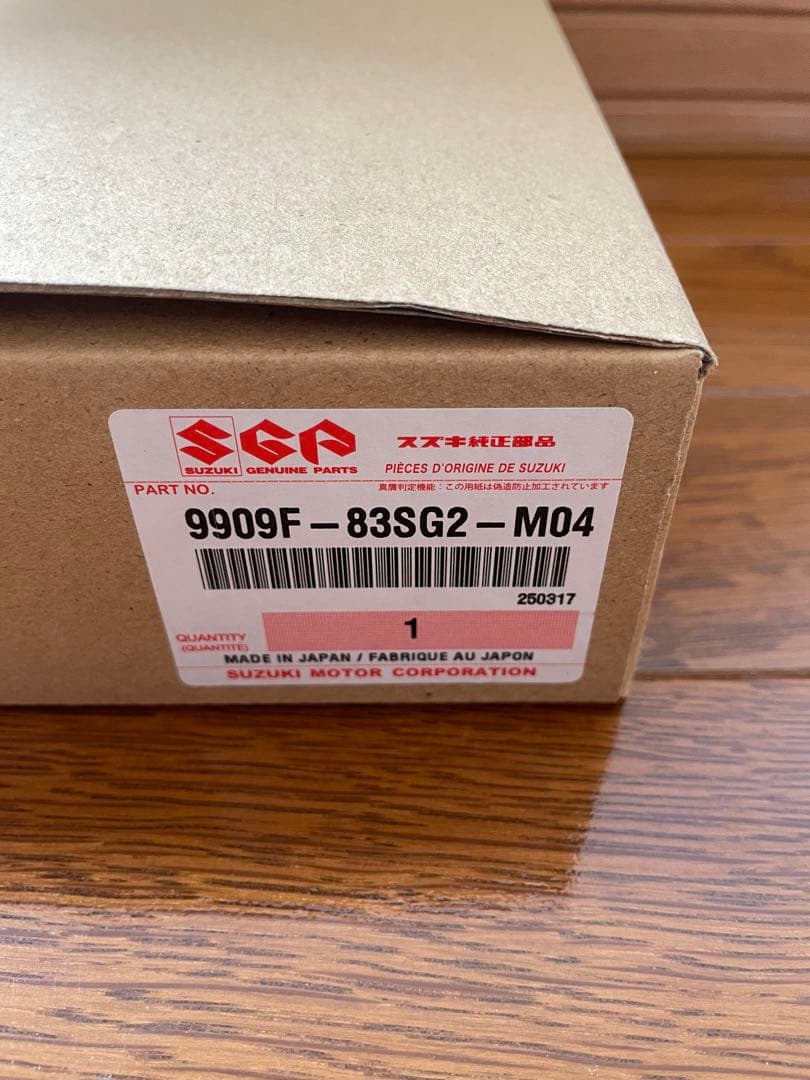 SGP
SUZUKI GENUINE PARTS
スズキ純正部品
PIÈCES D'ORIGINE DE SUZUKI
PART NO.
真贋判定機能：この用紙は偽造防止加工されています
9909F-83SG2-M04
250317
QUANTITY
(QUANTITÉ)
1
MADE IN JAPAN / FABRIQUE AU JAPON
SUZUKI MOTOR CORPORATION